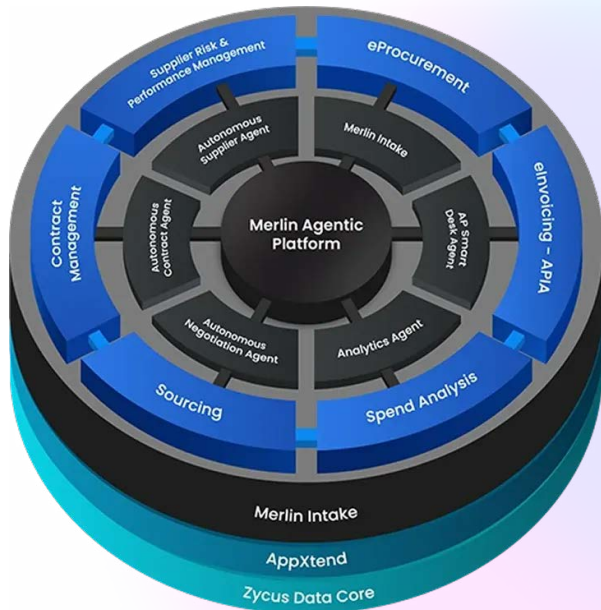 Supplier Risk &
Performance Management
eProcurement
Autonomous
Supplier Agent
Merlin Intake
Contract
Management
Autonomous
Contract Agent
Merlin Agentic
Platform
AP Smart
Desk Agent
eInvoicing - APIA
Autonomous
Negotiation Agent
Analytics Agent
Sourcing
Spend Analysis
Merlin Intake
AppXtend
Zycus Data Core